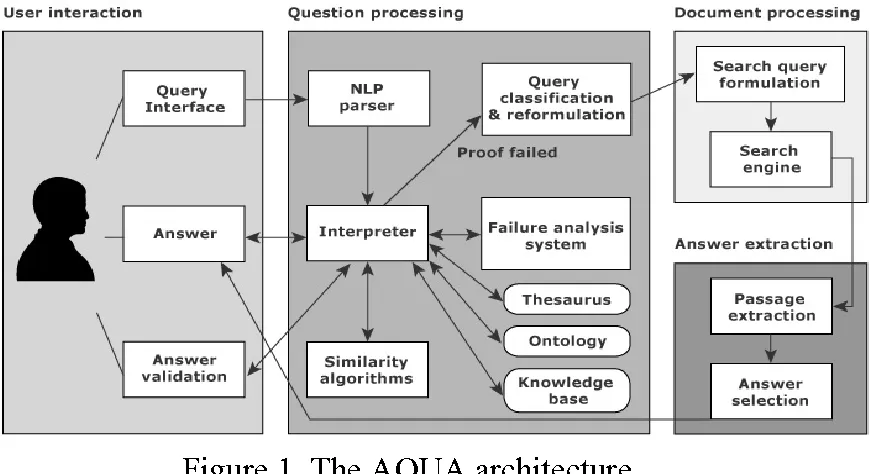 User interaction
Question processing
Document processing
Query
Interface
NLP
parser
Query
classification
& reformulation
Search query
formulation
Proof failed
Search
engine
Answer
Interpreter
Failure analysis
system
Answer extraction
Thesaurus
Passage
extraction
Ontology
Answer
validation
Similarity
algorithms
Knowledge
base
Answer
selection
Figure 1. The AQUA architecture